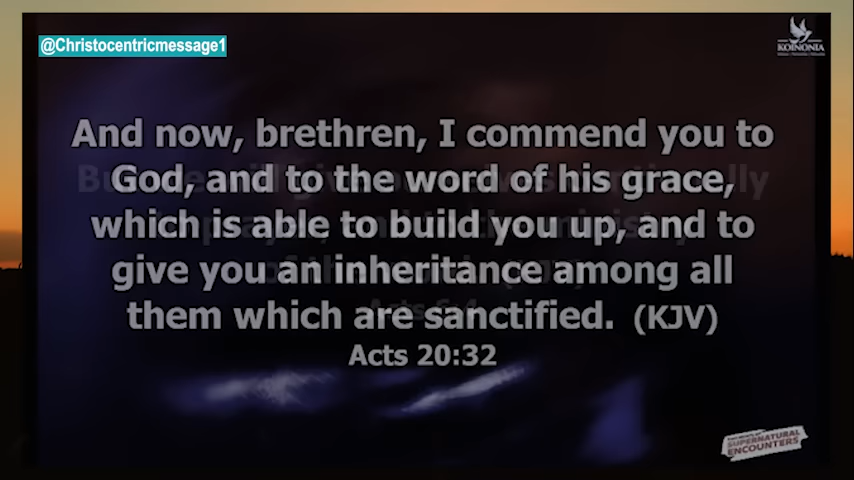 @Christocentricmessage1
KOINONIA
And now, brethren, I commend you to
God, and to the word of his grace,
which is able to build you up, and to
give you an inheritance among all
them which are sanctified. (KJV)
Acts 20:32
SUPERNATURAL
ENCOUNTERS